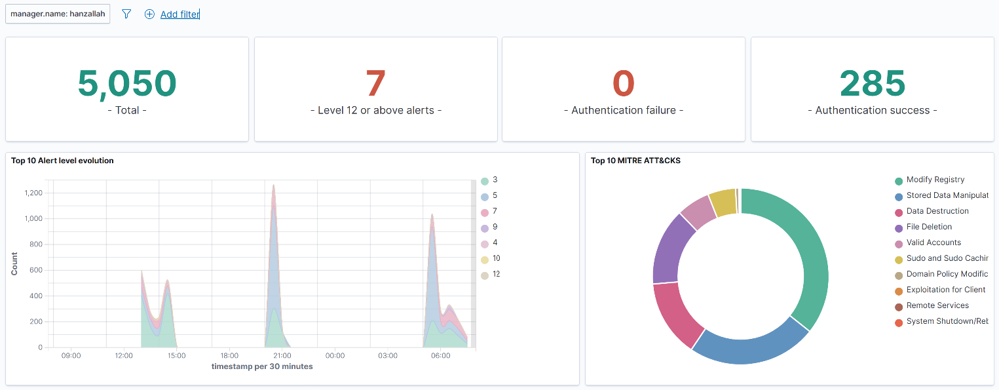 manager.name: hanzallah
Add filter
5,050
- Total -
7
- Level 12 or above alerts -
0
- Authentication failure -
285
- Authentication success -
Top 10 Alert level evolution
Count
1,200
1,000
800
600
400
200
0
09:00
12:00
15:00
18:00
21:00
00:00
03:00
06:00
timestamp per 30 minutes
3
5
7
9
4
10
12
Top 10 MITRE ATT&CKS
Modify Registry
Stored Data Manipulat
Data Destruction
File Deletion
Valid Accounts
Sudo and Sudo Cachin
Domain Policy Modific
Exploitation for Client
Remote Services
System Shutdown/Reb